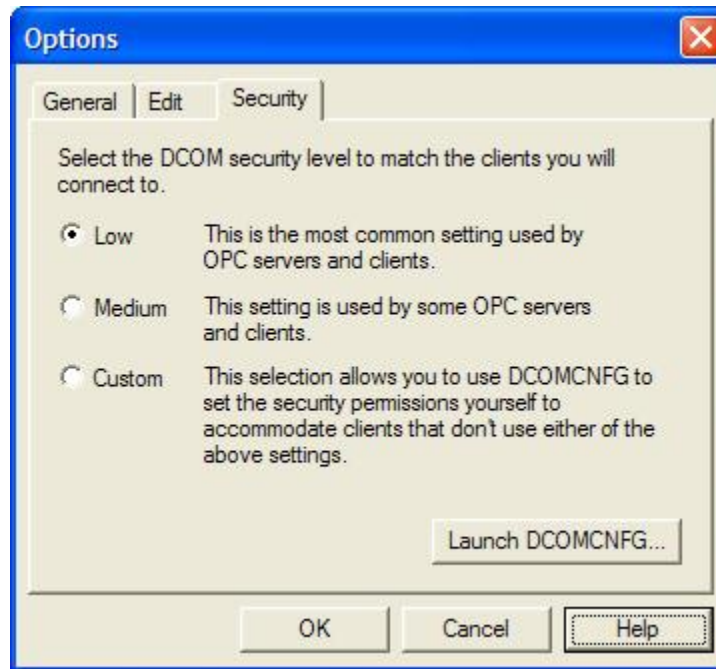 Options
General
Edit
Security
Select the DCOM security level to match the clients you will
connect to.
Low
This is the most common setting used by
OPC servers and clients.
Medium
This setting is used by some OPC servers
and clients.
Custom
This selection allows you to use DCOMCNFG to
set the security permissions yourself to
accommodate clients that don't use either of the
above settings.
Launch DCOMCNFG...
OK
Cancel
Help